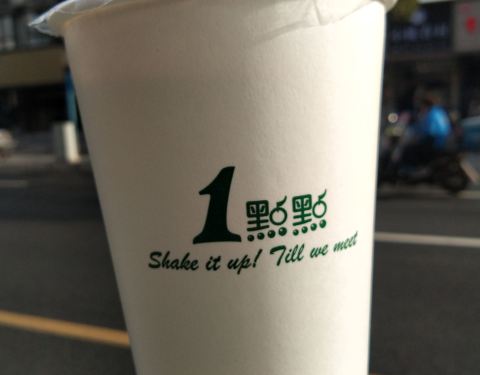 1點點
Shake it up! Till we meet